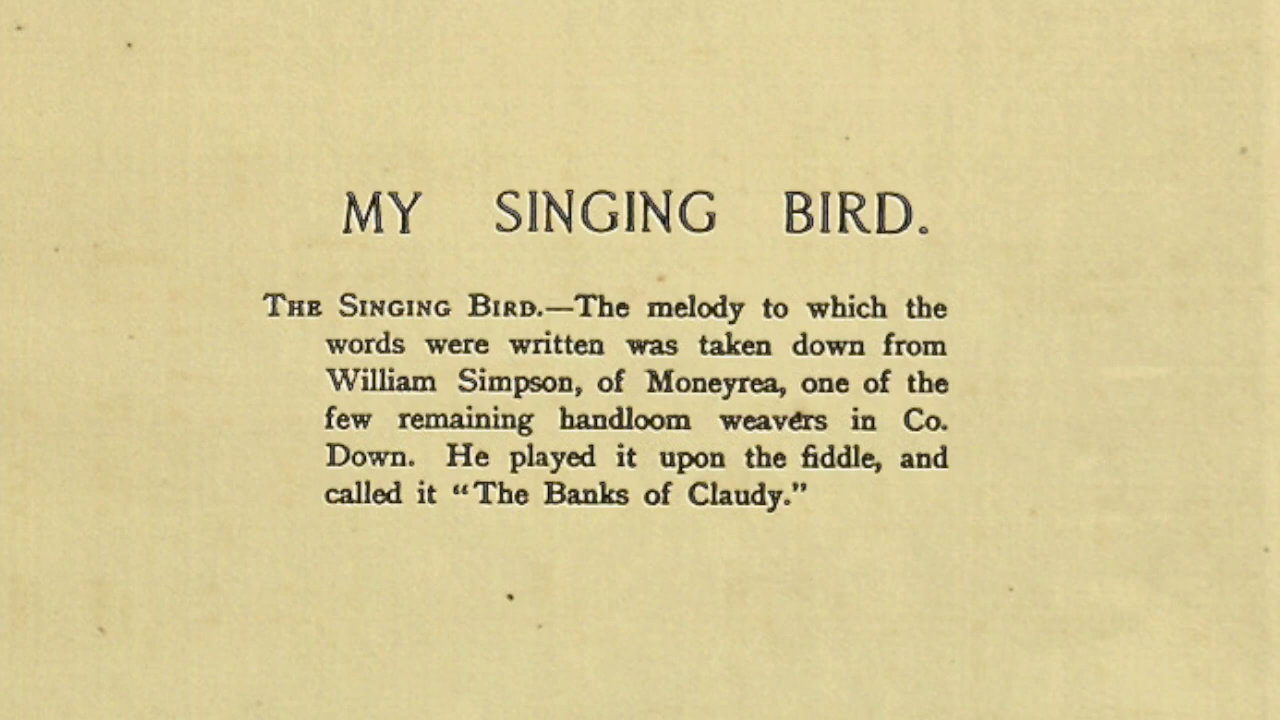 MY SINGING BIRD.
THE SINGING BIRD.—The melody to which the
words were written was taken down from
William Simpson, of Moneyrea, one of the
few remaining handloom weavers in Co.
Down. He played it upon the fiddle, and
called it “The Banks of Claudy.”